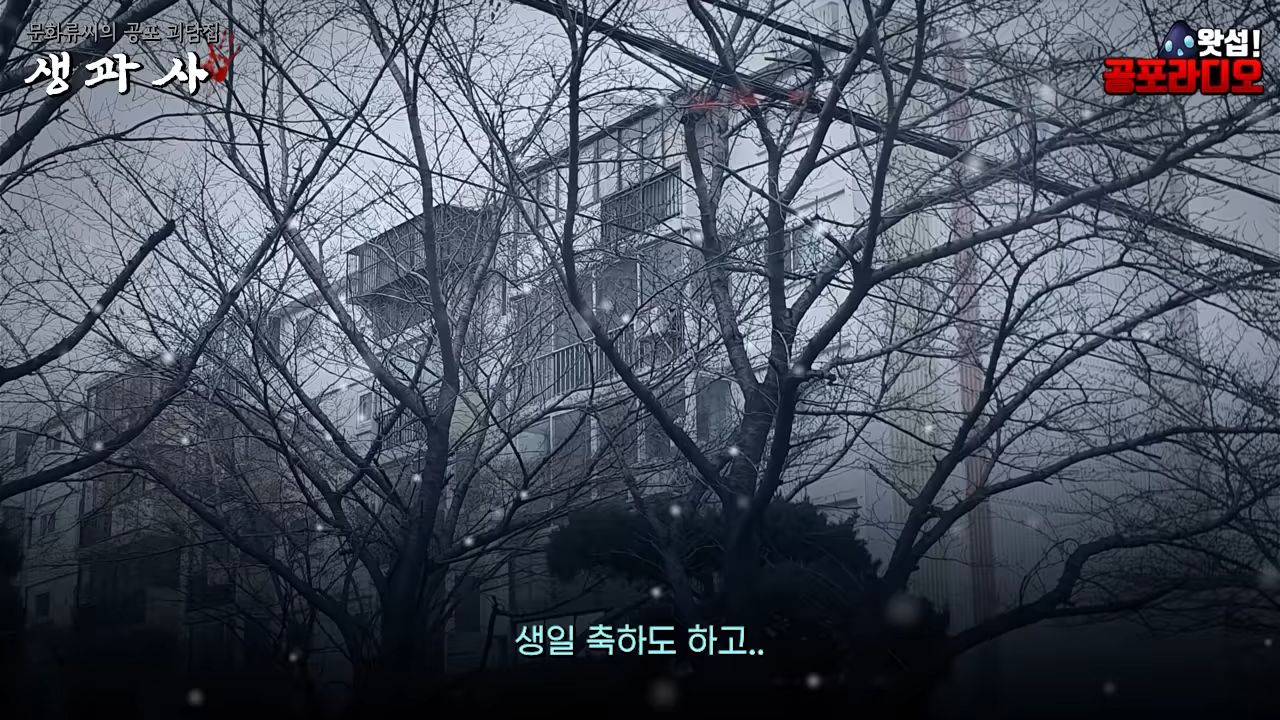 문화류씨의 공포 괴담집
생과사
왓섭!
공포라디오
생일 축하도 하고..